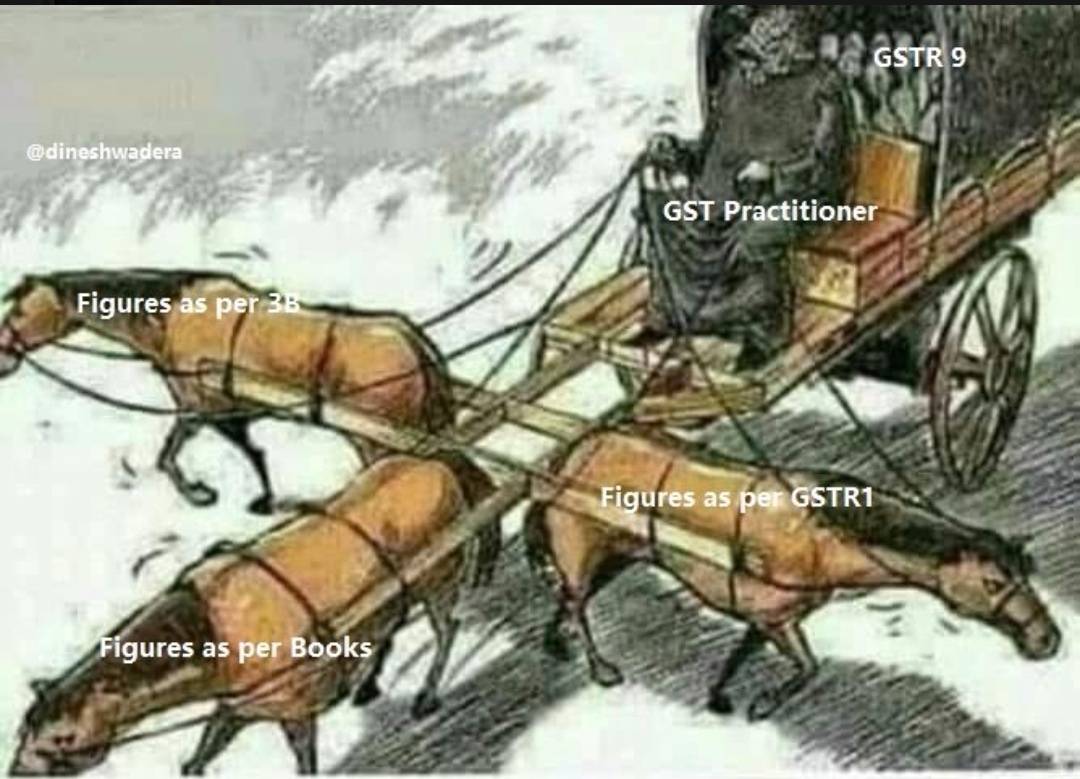 GSTR 9
@dineshwadera
GST Practitioner
Figures as per 3B
Figures as per GSTR1
Figures as per Books